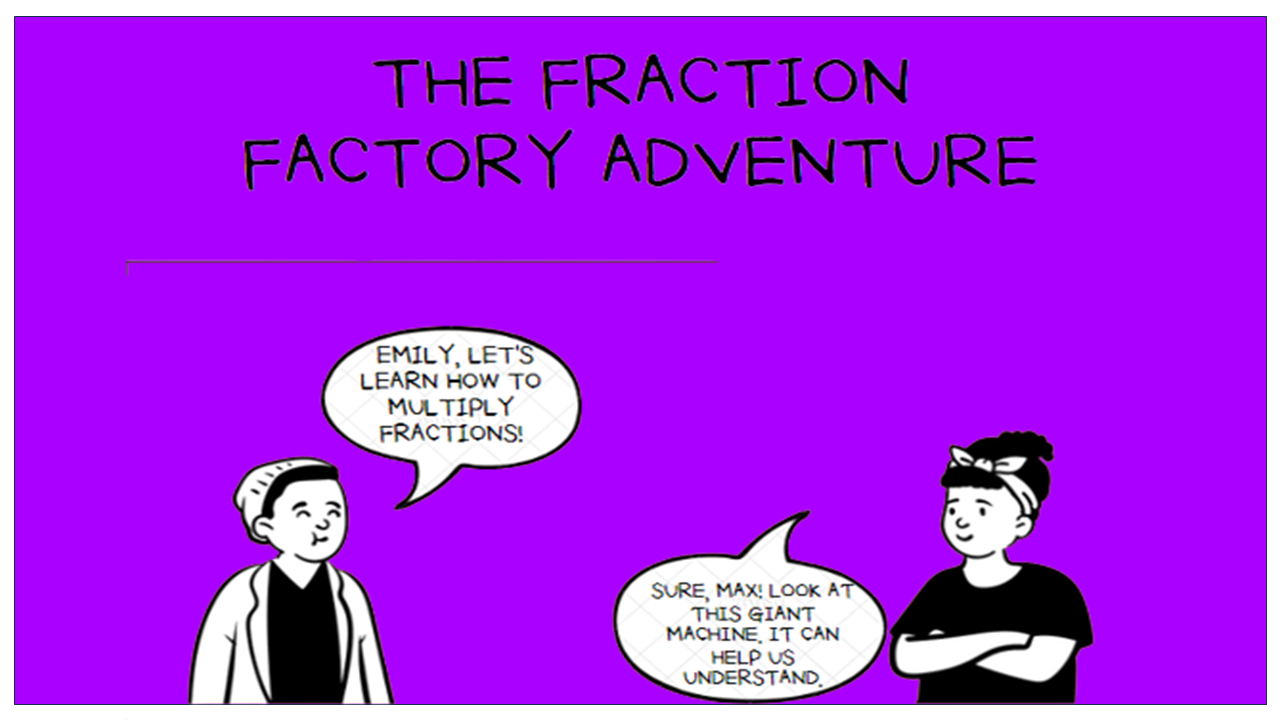 THE FRACTION
FACTORY ADVENTURE
EMILY, LET'S
LEARN HOW TO
MULTIPLY
FRACTIONS!
SURE, MAX! LOOK AT
THIS GIANT
MACHINE. IT CAN
HELP US
UNDERSTAND.